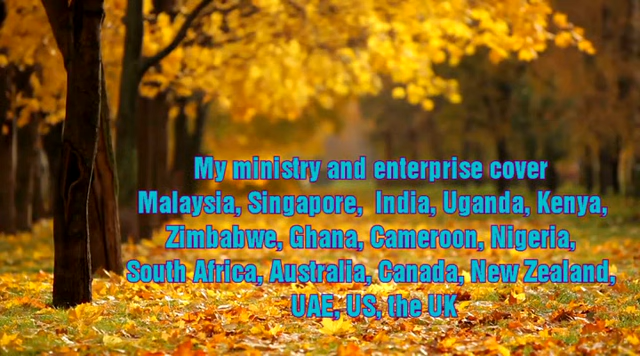 My ministry and enterprise cover
Malaysia, Singapore, India, Uganda, Kenya,
Zimbabwe, Ghana, Cameroon, Nigeria,
South Africa, Australia, Canada, New Zealand,
UAE, US, the UK